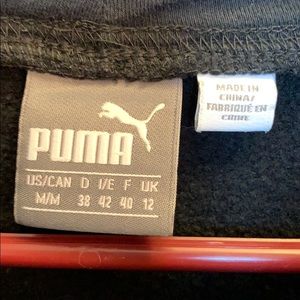 PUMA
US/CAN D I/E F UK
M/M 38 42 40 12
MADE IN
CHINA/
FABRIQUÉ EN
CHINE